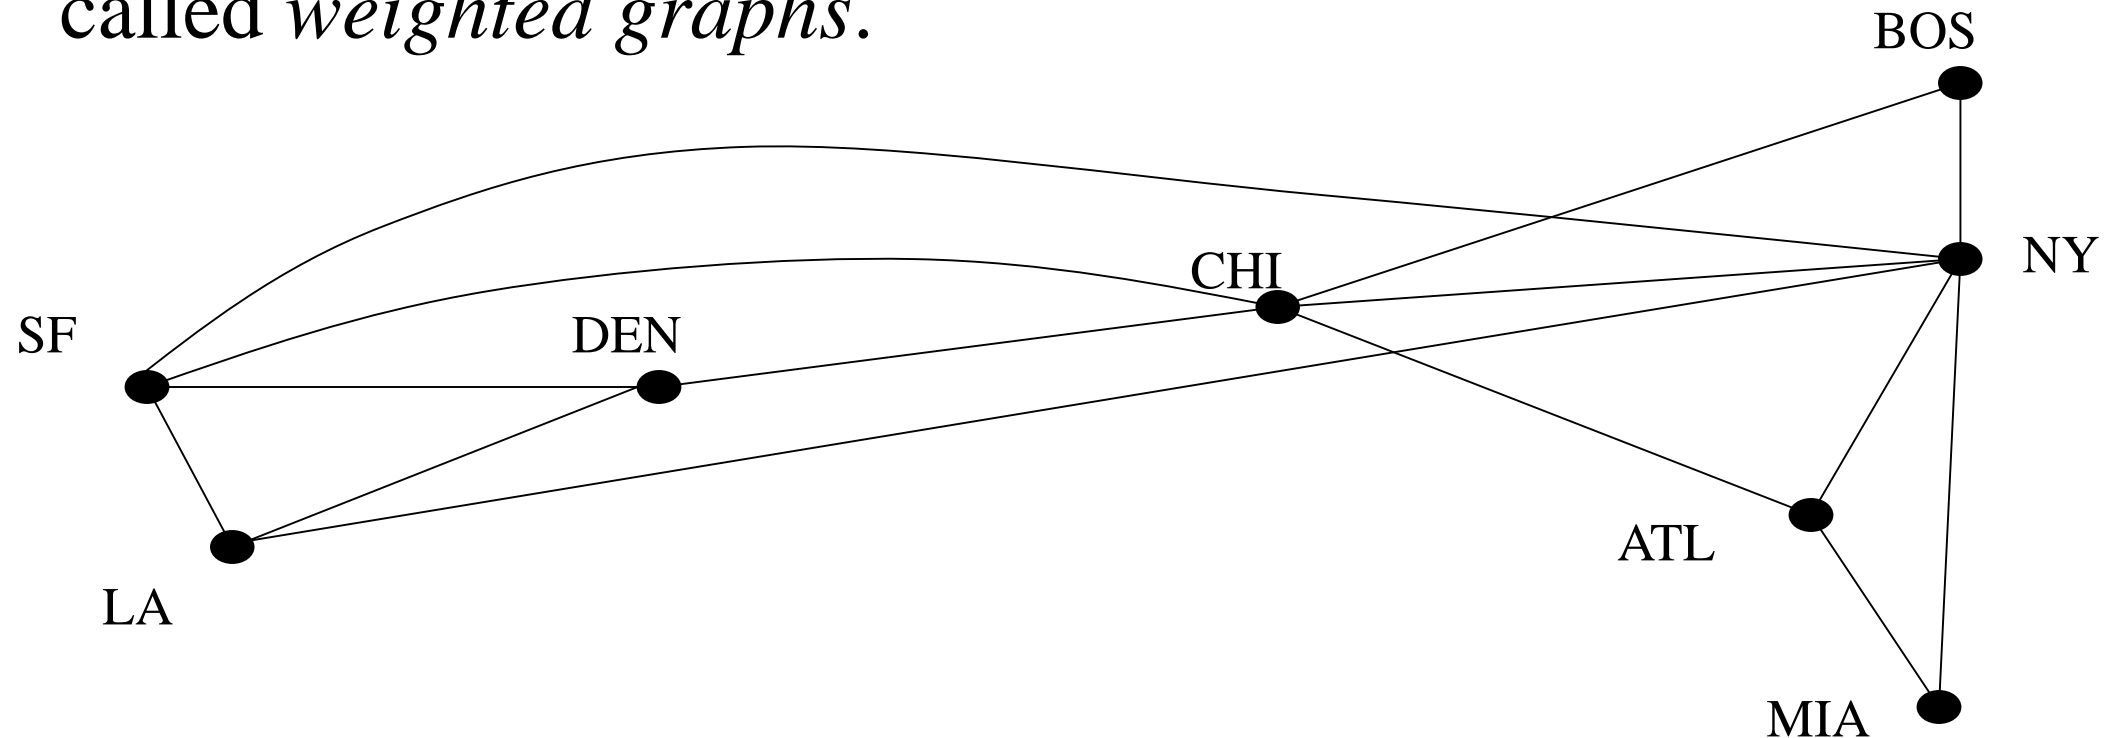 called weighted graphs.
BOS
NY
CHI
SF
DEN
ATL
LA
MIA